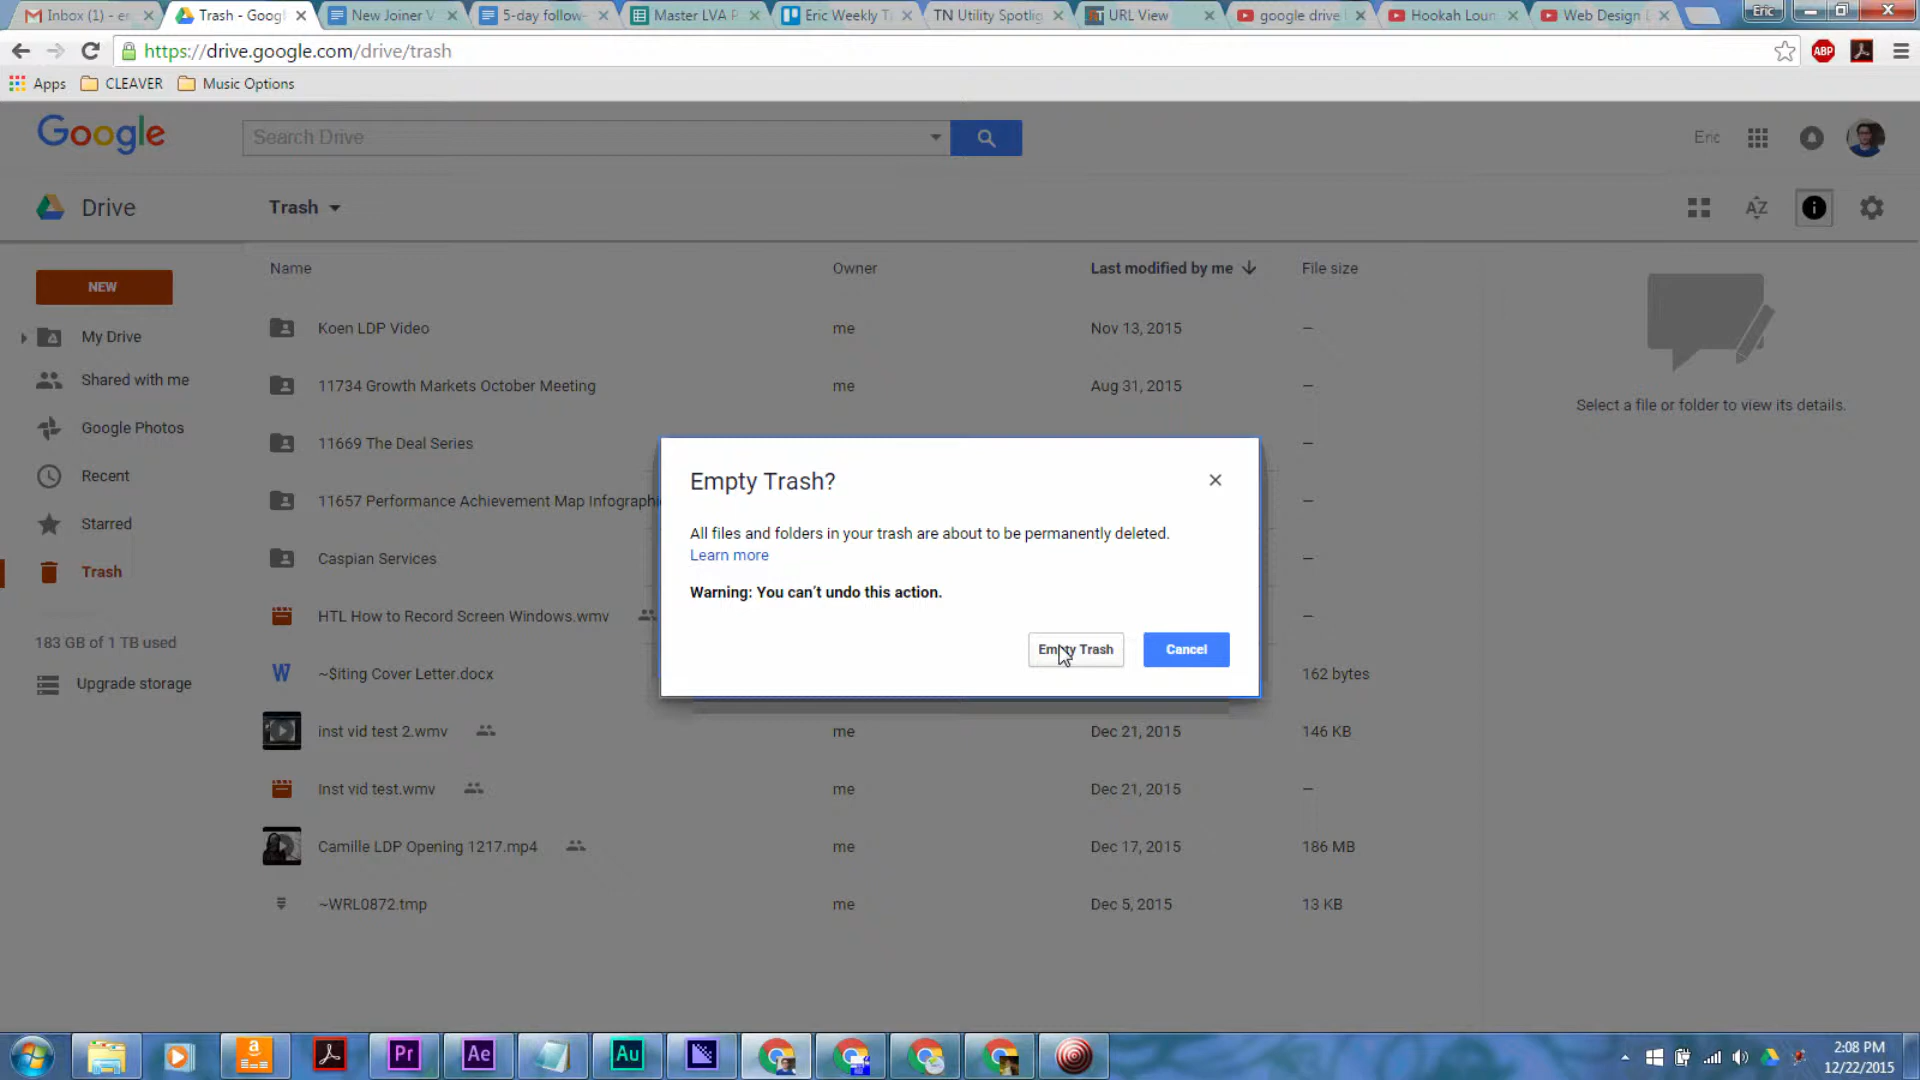 Inbox (1) - er
Trash - Goog
New Joiner V
5-day follow-
Master LVA P
Eric Weekly T
TN Utility Spotlig
URL View
google drive
Hookah Loun
Web Design
Eric
https://drive.google.com/drive/trash
ABP
Apps
CLEAVER
Music Options
Google
Search Drive
Eric
Drive
Trash
AZ
NEW
My Drive
Shared with me
Google Photos
Recent
Starred
Trash
183 GB of 1 TB used
Upgrade storage
Name Owner Last modified by me File size
Koen LDP Video me Nov 13, 2015 –
11734 Growth Markets October Meeting me Aug 31, 2015 –
11669 The Deal Series –
11657 Performance Achievement Map Infographi –
Caspian Services –
HTL How to Record Screen Windows.wmv –
~$iting Cover Letter.docx 162 bytes
inst vid test 2.wmv me Dec 21, 2015 146 KB
Inst vid test.wmv me Dec 21, 2015 –
Camille LDP Opening 1217.mp4 me Dec 17, 2015 186 MB
~WRL0872.tmp me Dec 5, 2015 13 KB
Select a file or folder to view its details.
Empty Trash?
All files and folders in your trash are about to be permanently deleted.
Learn more
Warning: You can't undo this action.
Empty Trash
Cancel
Pr
Ae
Au
2:08 PM
12/22/2015